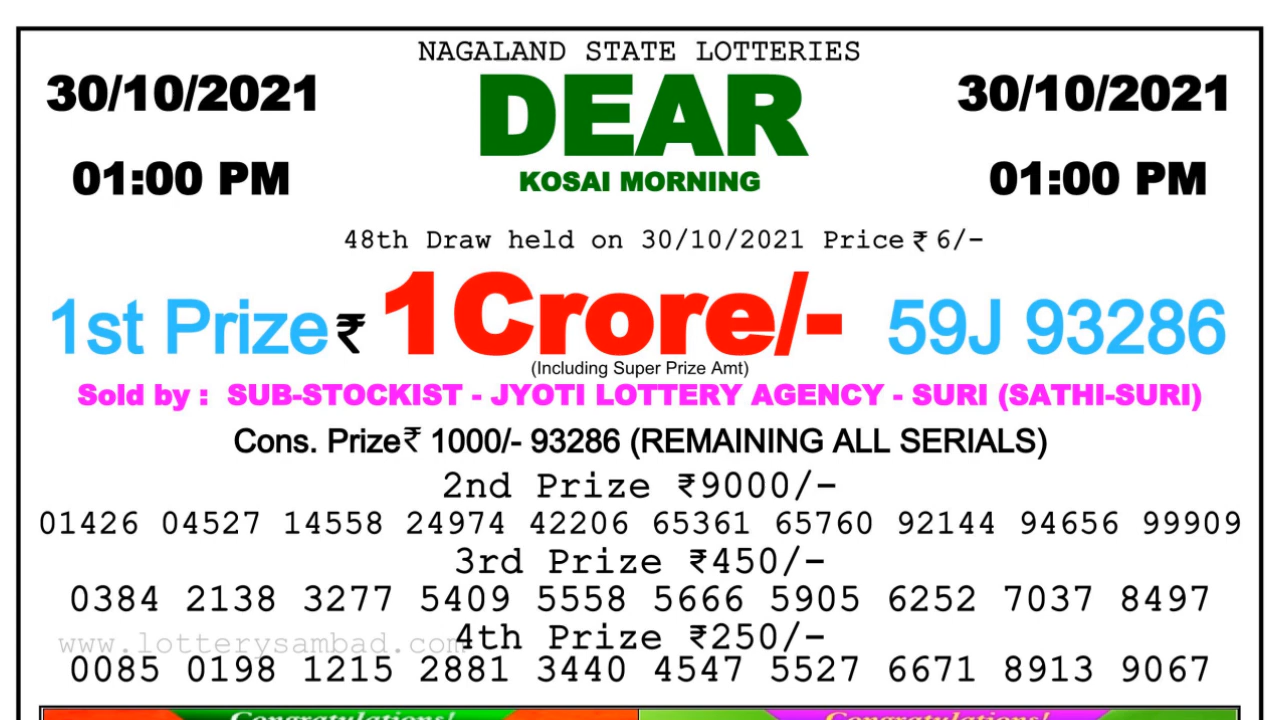 NAGALAND STATE LOTTERIES
30/10/2021 DEAR 30/10/2021
01:00 PM KOSAI MORNING 01:00 PM
48th Draw held on 30/10/2021 Price ₹ 6/-
1st Prize ₹ 1Crore/- 59J 93286
(Including Super Prize Amt)
Sold by : SUB-STOCKIST - JYOTI LOTTERY AGENCY - SURI (SATHI-SURI)
Cons. Prize ₹ 1000/- 93286 (REMAINING ALL SERIALS)
2nd Prize ₹9000/-
01426 04527 14558 24974 42206 65361 65760 92144 94656 99909
3rd Prize ₹450/-
0384 2138 3277 5409 5558 5666 5905 6252 7037 8497
www.lotterysambad.com
4th Prize ₹250/-
0085 0198 1215 2881 3440 4547 5527 6671 8913 9067
Congratulations! Congratulations!